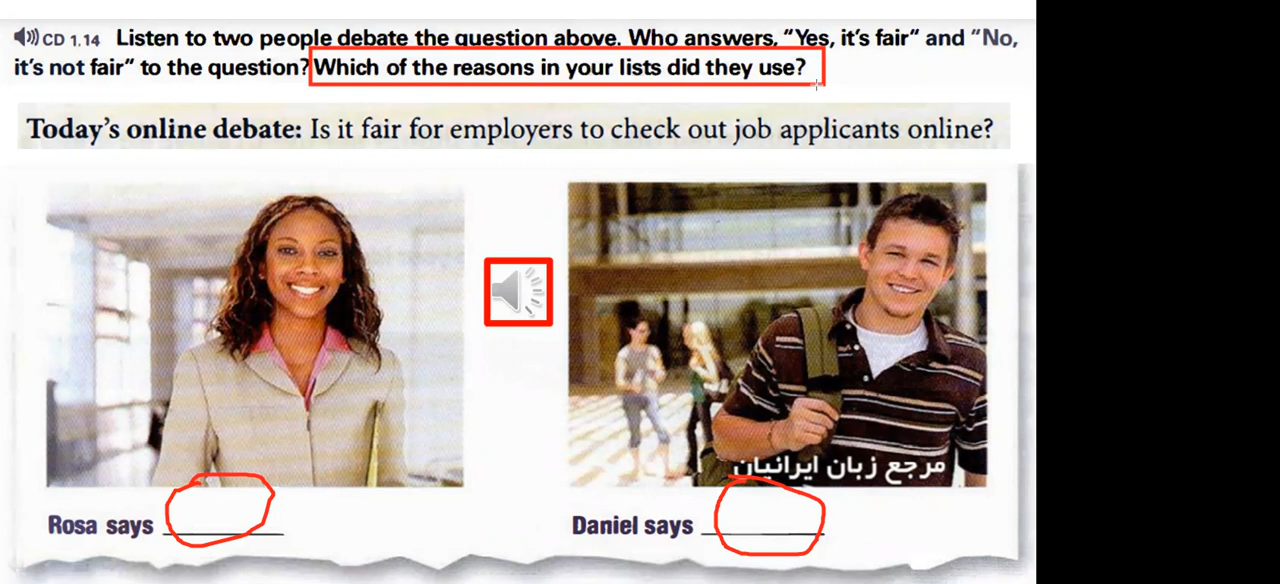 CD 1.14 Listen to two people debate the question above. Who answers, "Yes, it's fair" and "No,
it's not fair" to the question? Which of the reasons in your lists did they use?
Today's online debate: Is it fair for employers to check out job applicants online?
مرجع زبان ایرانیان
Rosa says
Daniel says